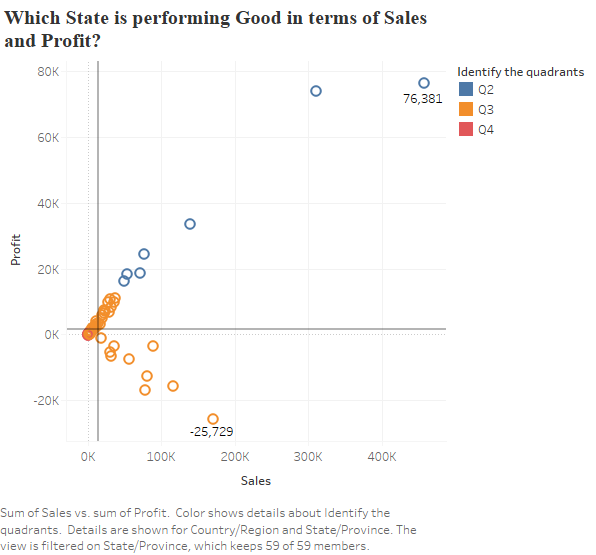 Which State is performing Good in terms of Sales
and Profit?
Identify the quadrants
Q2
Q3
Q4
80K
60K
40K
20K
0K
-20K
Profit
76,381
-25,729
0K
100K
200K
300K
400K
Sales
Sum of Sales vs. sum of Profit. Color shows details about Identify the
quadrants. Details are shown for Country/Region and State/Province. The
view is filtered on State/Province, which keeps 59 of 59 members.